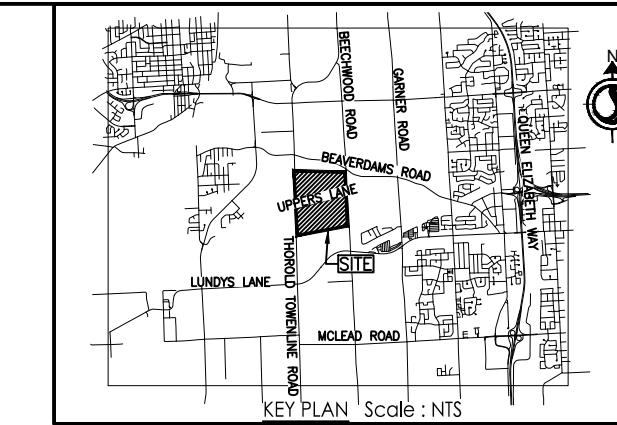 N
BEECHWOOD ROAD
GARNER ROAD
QUEEN ELIZABETH WAY
BEAVERDAMS ROAD
UPPERS LANE
SITE
THOROLD TOWENLINE ROAD
LUNDYS LANE
MCLEAD ROAD
KEY PLAN Scale : NTS